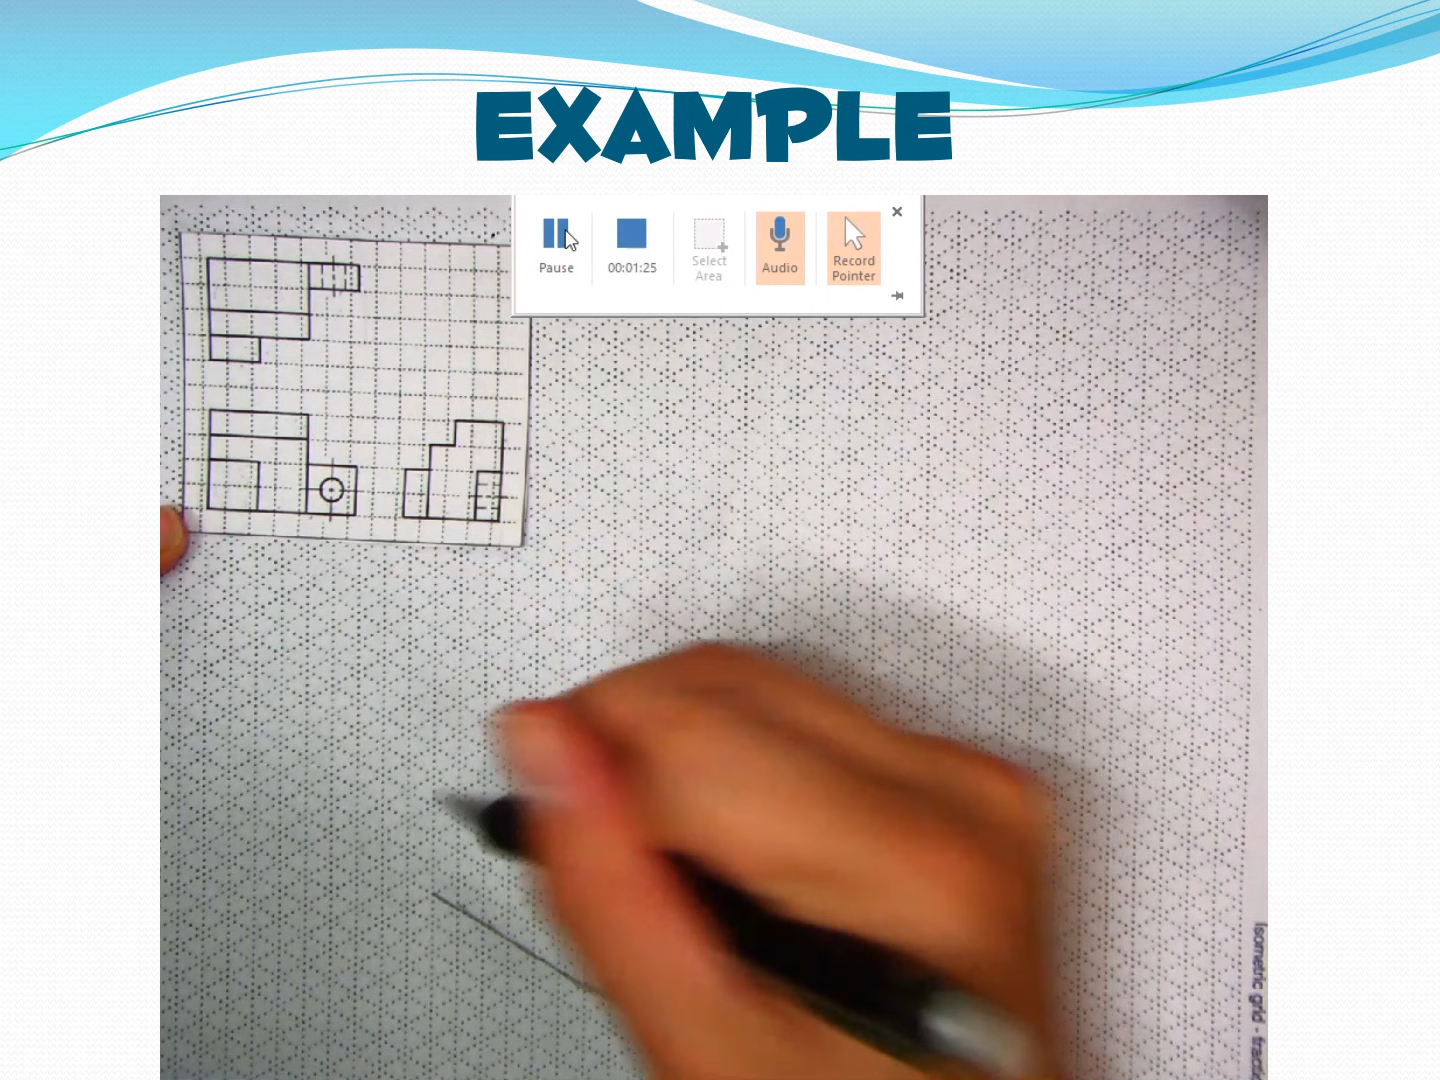 EXAMPLE
Pause
00:01:25
Select
Area
Audio
Record
Pointer
Isometric grid -